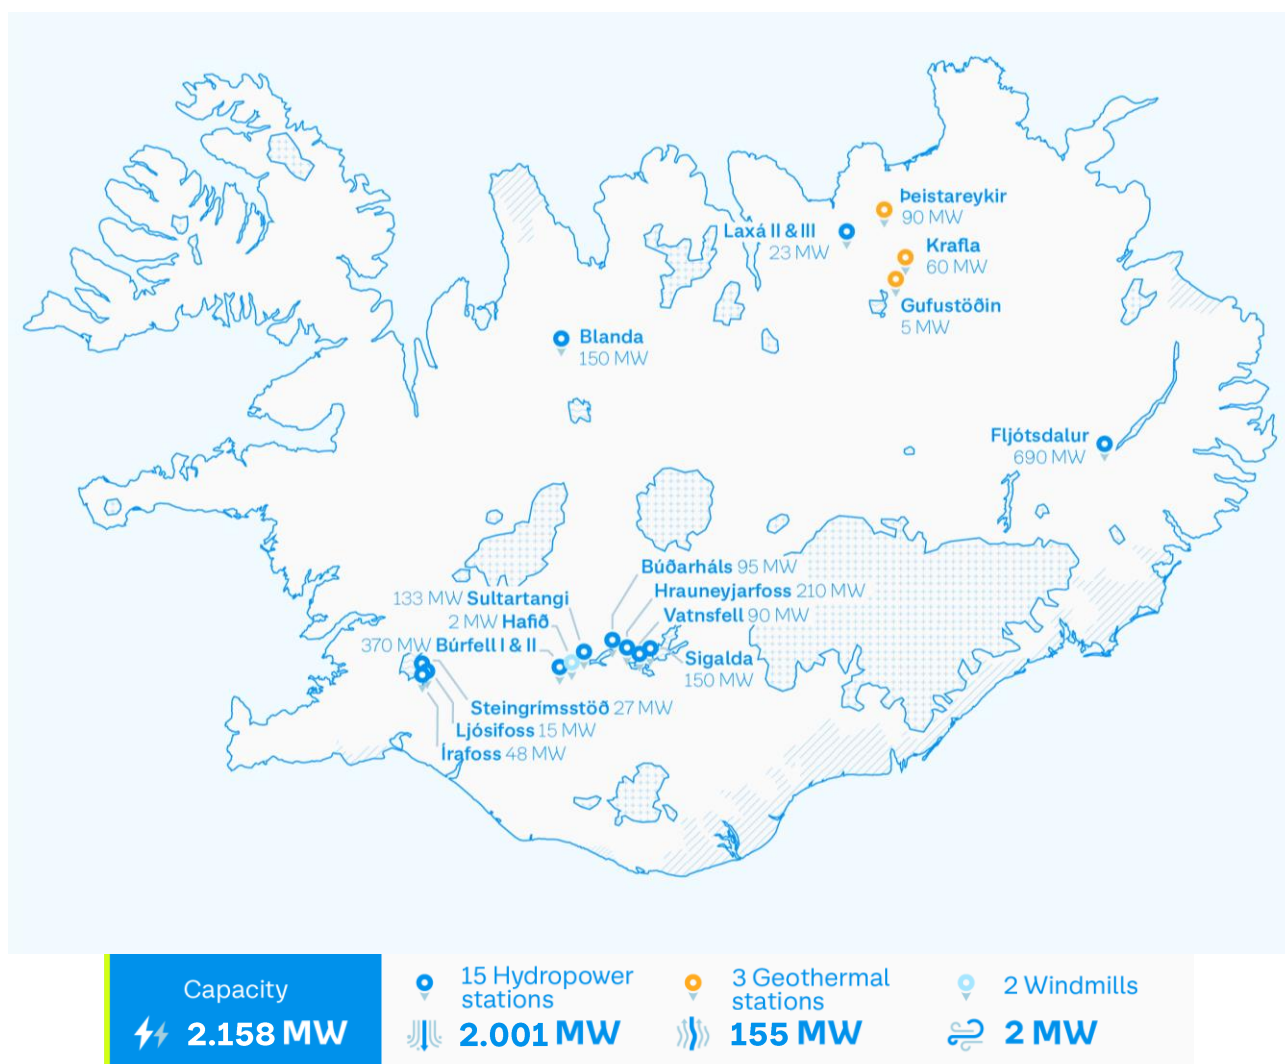 Þeistareykir
90 MW
Laxá II & III
23 MW
Krafla
60 MW
Gufustöðin
5 MW
Blanda
150 MW
Fljótsdalur
690 MW
Búðarháls 95 MW
Hrauneyjarfoss 210 MW
133 MW Sultartangi
Vatnsfell 90 MW
2 MW Hafið
370 MW Búrfell I & II
Sigalda
150 MW
Steingrímsstöð 27 MW
Ljósifoss 15 MW
Írafoss 48 MW
Capacity
2.158 MW
15 Hydropower
stations
2.001 MW
3 Geothermal
stations
155 MW
2 Windmills
2 MW